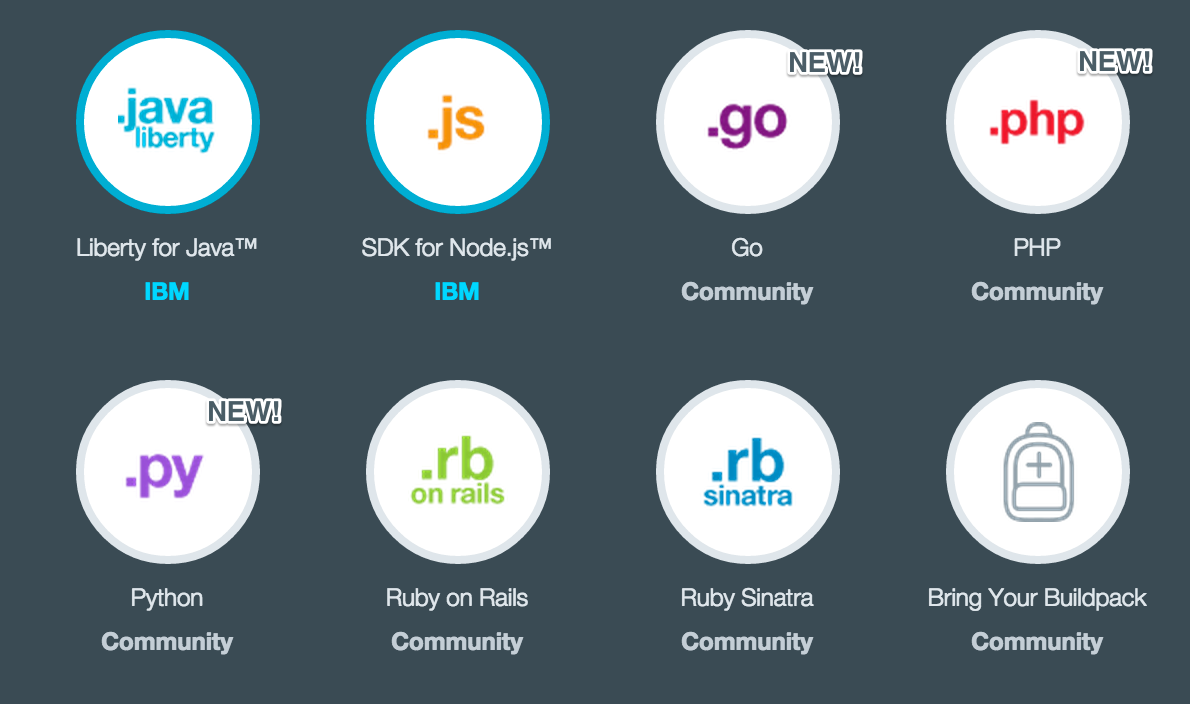 .java
liberty
Liberty for Java™
IBM
.js
SDK for Node.js™
IBM
NEW!
.go
Go
Community
NEW!
.php
PHP
Community
NEW!
.py
Python
Community
.rb
on rails
Ruby on Rails
Community
.rb
sinatra
Ruby Sinatra
Community
Bring Your Buildpack
Community